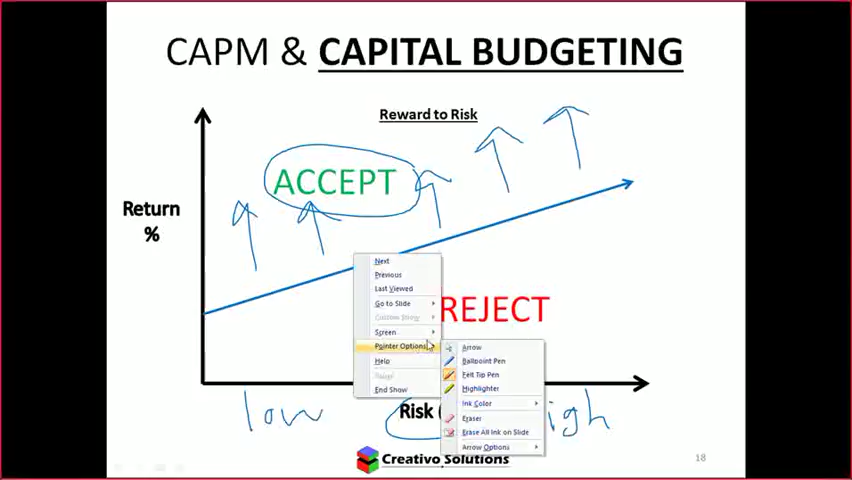 CAPM & CAPITAL BUDGETING
Reward to Risk
ACCEPT
Return
%
REJECT
Next
Previous
Last Viewed
Go to Slide
Custom Show
Screen
Pointer Options
Help
End Show
Arrow
Ballpoint Pen
Felt Tip Pen
Highlighter
Ink Color
Eraser
Erase All Ink on Slide
Arrow Options
low
Risk (
igh
Creativo Solutions
18